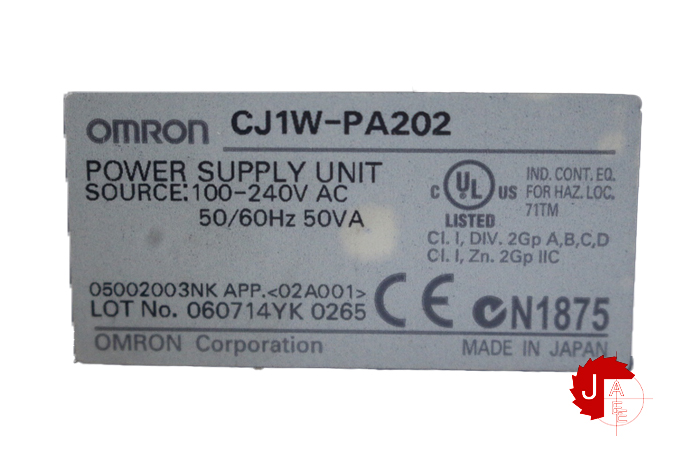 OMRON CJ1W-PA202
POWER SUPPLY UNIT
SOURCE:100-240V AC
50/60Hz 50VA
C UL US
LISTED
IND. CONT. EQ.
FOR HAZ. LOC.
71TM
Cl. I, DIV. 2Gp A,B,C,D
Cl. I, Zn. 2Gp IIC
05002003NK APP.<02A001>
LOT No. 060714YK 0265
CE N1875
OMRON Corporation
MADE IN JAPAN
J
A
E
E